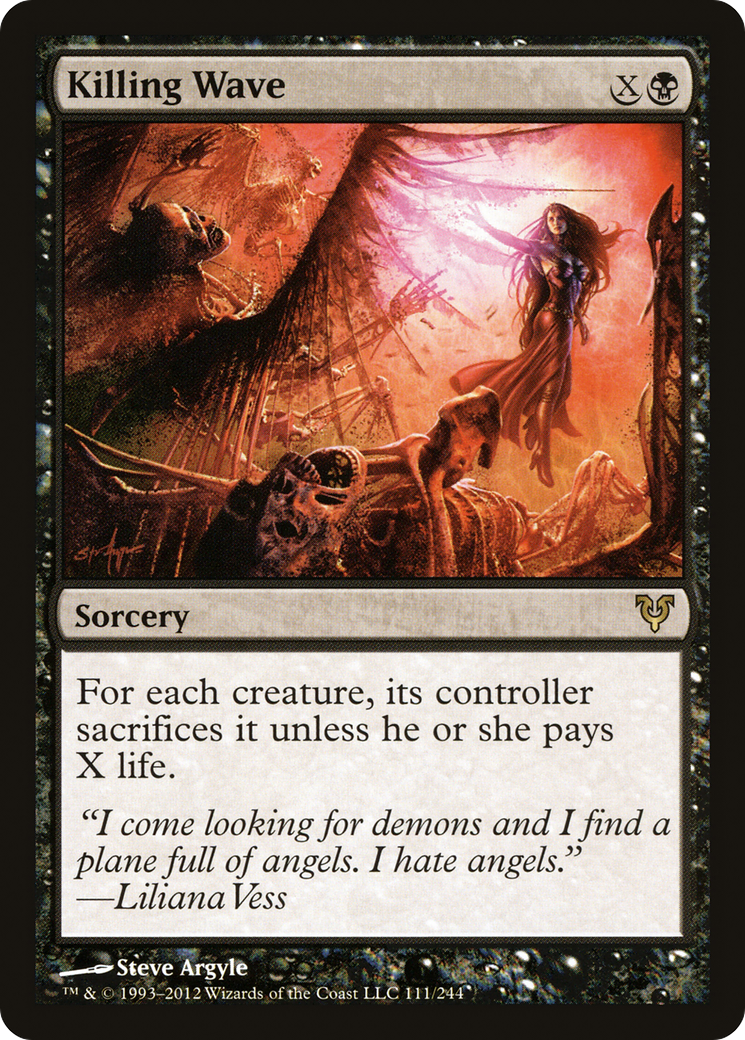 Killing Wave
X
Sorcery
For each creature, its controller
sacrifices it unless he or she pays
X life.
“I come looking for demons and I find a
plane full of angels. I hate angels.”
—Liliana Vess
Steve Argyle
™ & © 1993–2012 Wizards of the Coast LLC 111/244